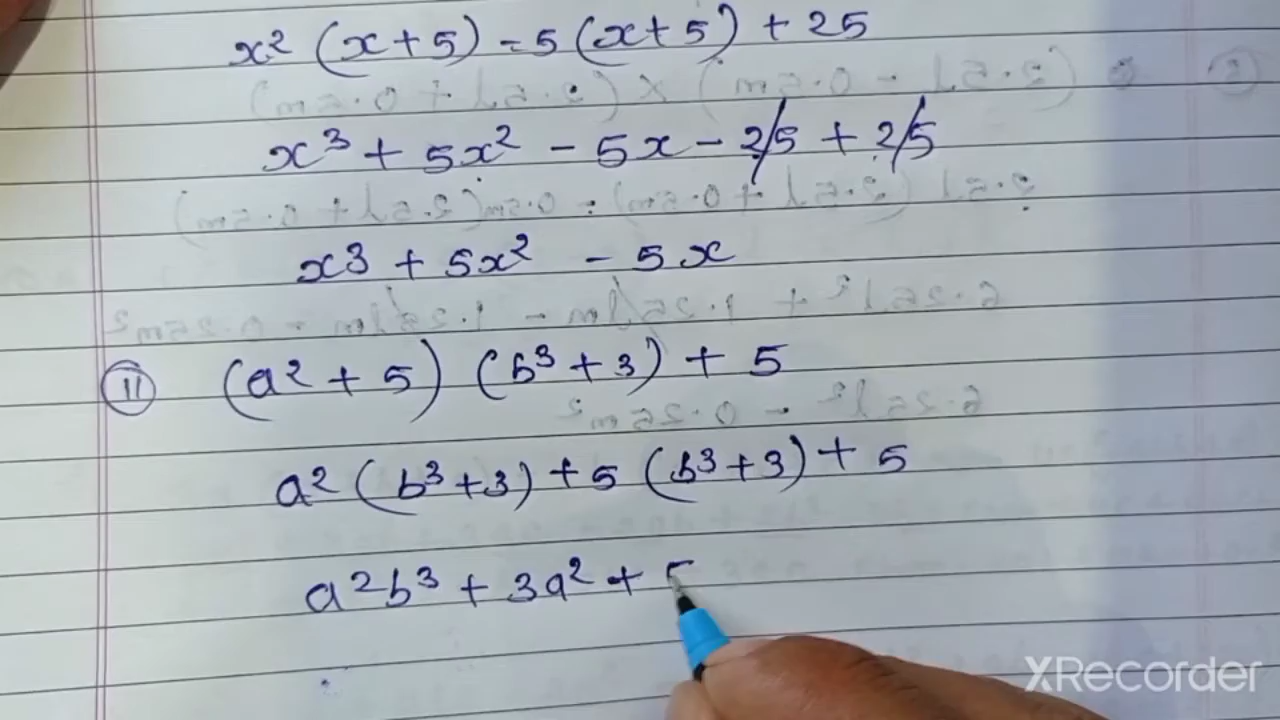 x² (x+5) - 5 (x+5) + 25
x³ + 5x² - 5x - 25 + 25
x³ + 5x² - 5x
(ii) (a² + 5) (b³ + 3) + 5
a² (b³+3) + 5 (b³+3) + 5
a²b³ + 3a² + 5
XRecorder